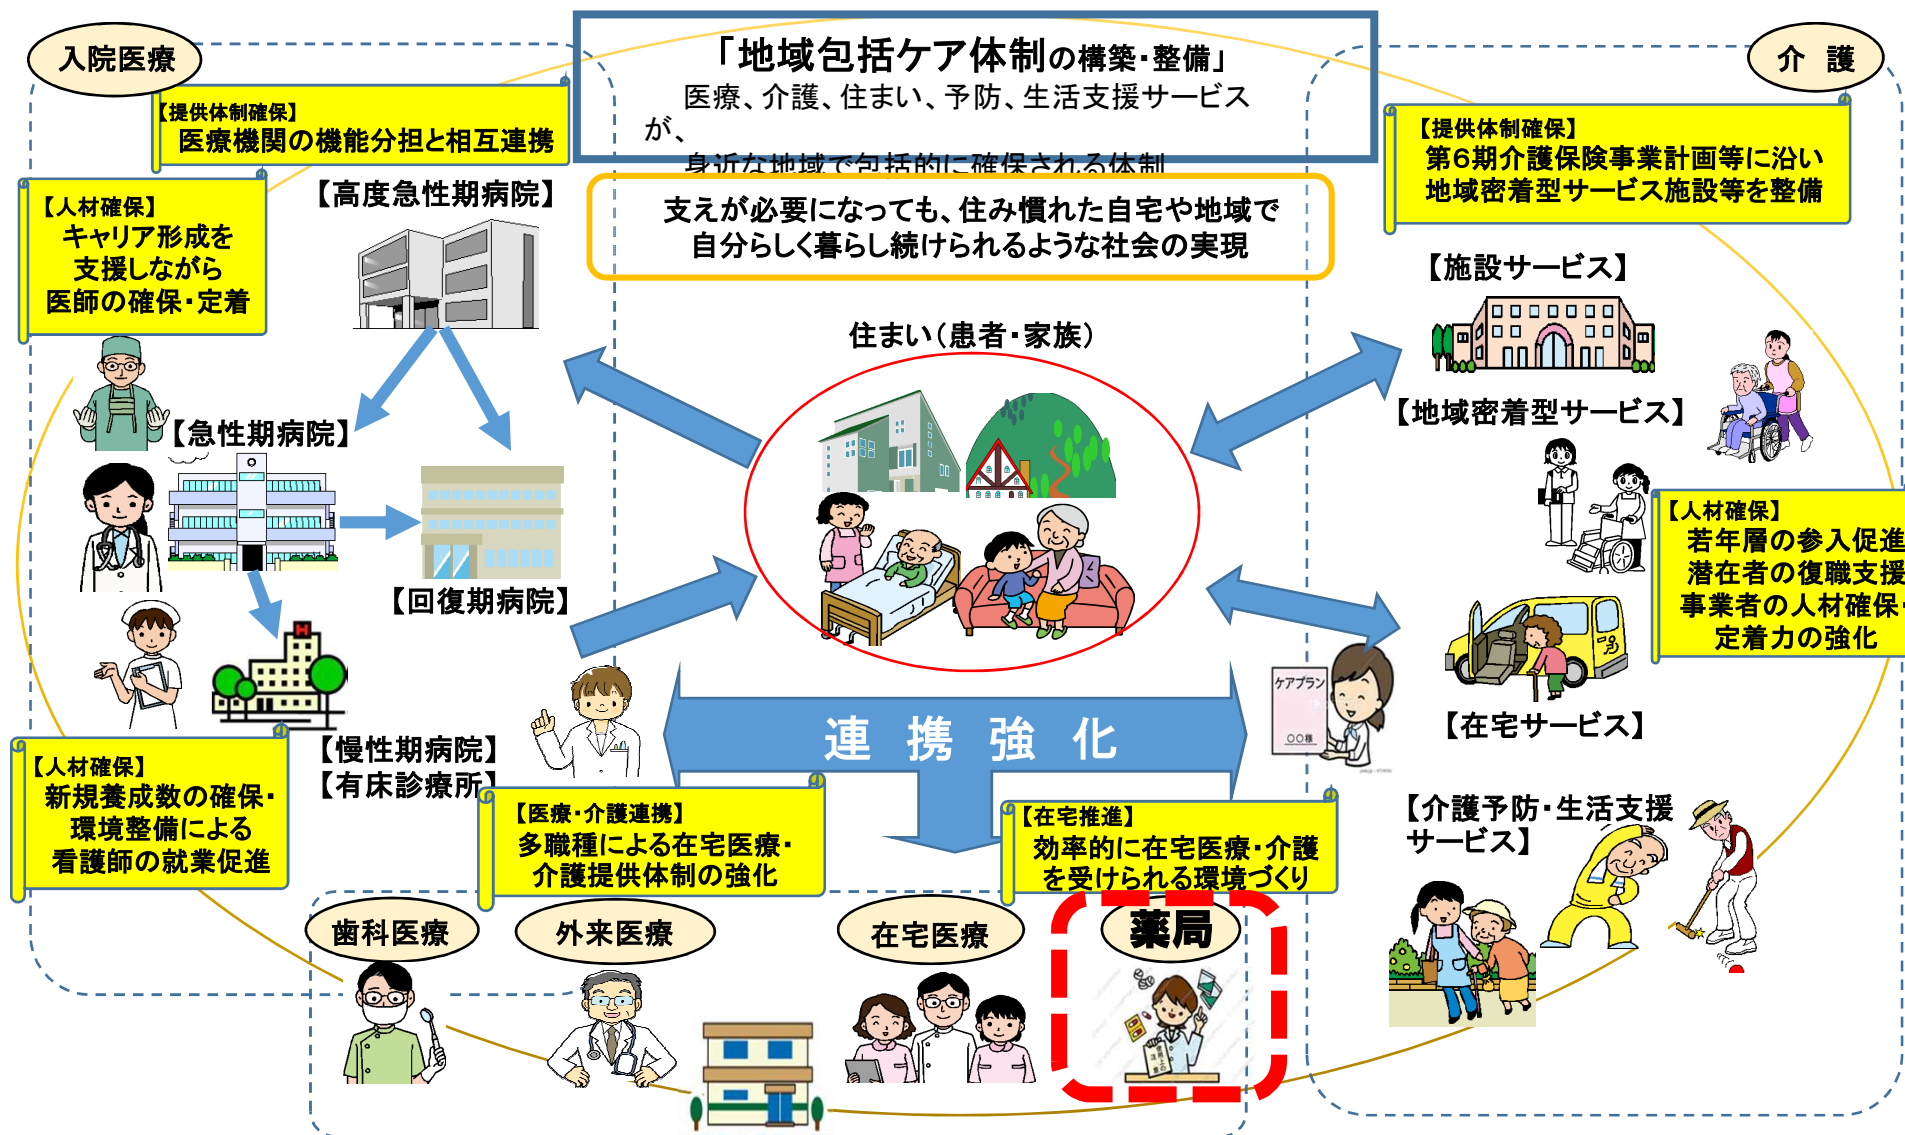 入院医療
【提供体制確保】
医療機関の機能分担と相互連携
【人材確保】
キャリア形成を
支援しながら
医師の確保・定着
「地域包括ケア体制の構築・整備」
医療、介護、住まい、予防、生活支援サービス
が、
身近な地域で包括的に確保される体制
支えが必要になっても、住み慣れた自宅や地域で
自分らしく暮らし続けられるような社会の実現
介 護
【提供体制確保】
第6期介護保険事業計画等に沿い
地域密着型サービス施設等を整備
【高度急性期病院】
【急性期病院】
【回復期病院】
H
【慢性期病院】
【有床診療所】
住まい(患者・家族)
【施設サービス】
【地域密着型サービス】
【人材確保】
若年層の参入促進
潜在者の復職支援
事業者の人材確保・
定着力の強化
【在宅サービス】
ケアプラン
〇〇様
【介護予防・生活支援
サービス】
【人材確保】
新規養成数の確保・
環境整備による
看護師の就業促進
連 携 強 化
【医療・介護連携】
多職種による在宅医療・
介護提供体制の強化
【在宅推進】
効率的に在宅医療・介護
を受けられる環境づくり
歯科医療
外来医療
在宅医療
薬局
使用上の
注意